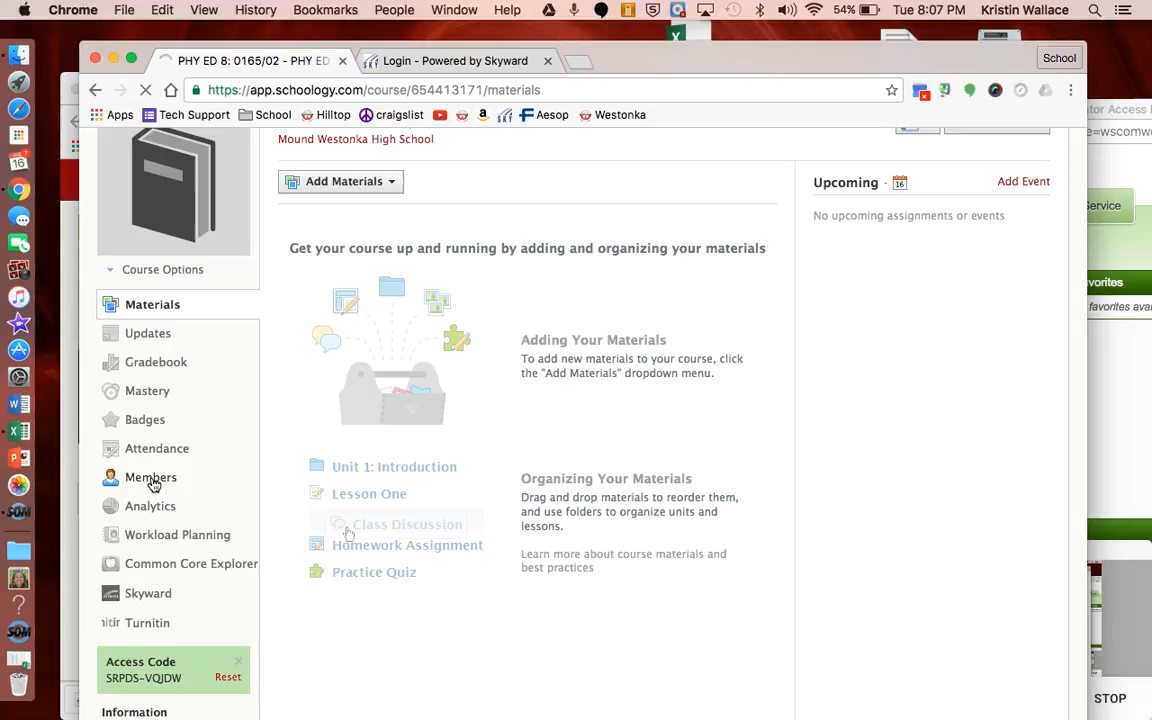 Chrome File Edit View History Bookmarks People Window Help 54% Tue 8:07 PM Kristin Wallace
PHY ED 8: 0165/02 - PHY ED
Login - Powered by Skyward
School
https://app.schoology.com/course/654413171/materials
Apps Tech Support School Hilltop craigslist Aesop Westonka
Mound Westonka High School
Add Materials
Upcoming · 16
Add Event
No upcoming assignments or events
Get your course up and running by adding and organizing your materials
Course Options
Materials
Updates
Gradebook
Mastery
Badges
Attendance
Members
Analytics
Workload Planning
Common Core Explorer
Skyward
Turnitin
Access Code
SRPDS-VQJDW
Reset
Information
Adding Your Materials
To add new materials to your course, click
the "Add Materials" dropdown menu.
Unit 1: Introduction
Lesson One
Class Discussion
Homework Assignment
Practice Quiz
Organizing Your Materials
Drag and drop materials to reorder them,
and use folders to organize units and
lessons.
Learn more about course materials and
best practices
tor Access
=wscomw
Service
vorites
favorites avai
STOP